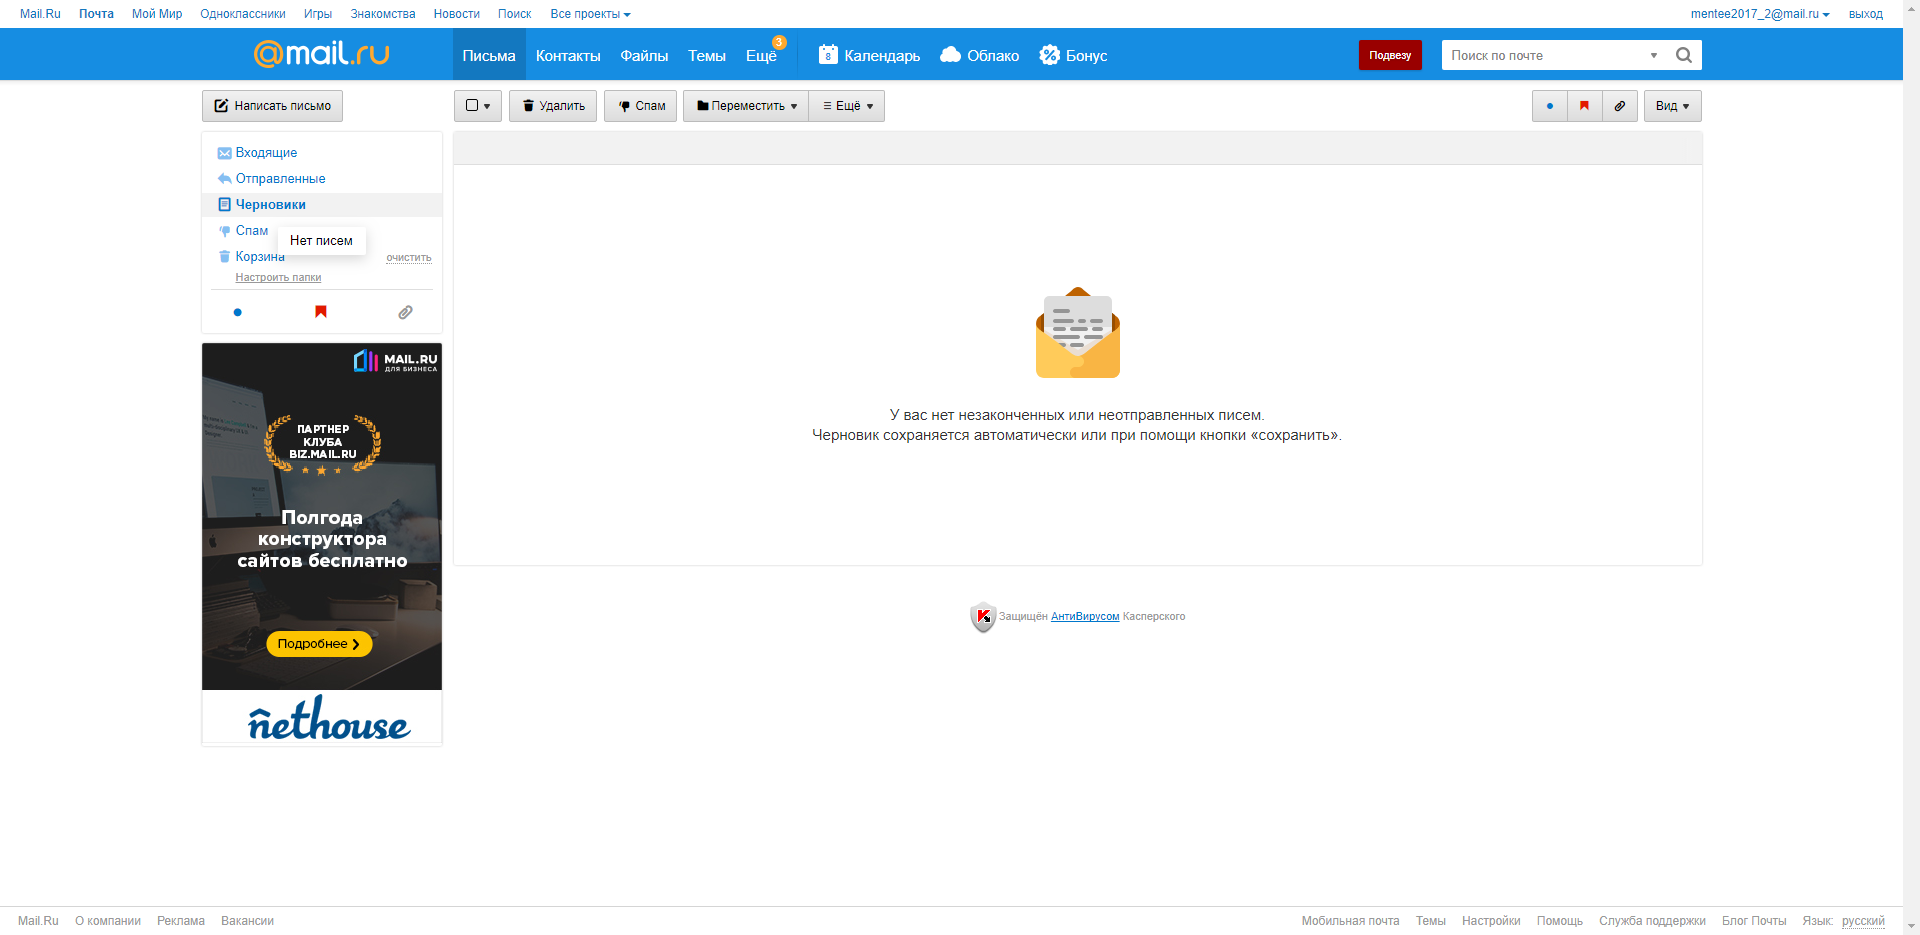 Mail.Ru Почта Мой Мир Одноклассники Игры Знакомства Новости Поиск Все проекты
mentee2017_2@mail.ru выход
@mail.ru
Письма Контакты Файлы Темы Ещё 3
8 Календарь Облако Бонус
Подвезу
Поиск по почте
Написать письмо
Удалить Спам Переместить Ещё
Вид
Входящие
Отправленные
Черновики
Спам
Нет писем
Корзина очистить
Настроить папки
MAIL.RU
ДЛЯ БИЗНЕСА
ПАРТНЕР
КЛУБА
BIZ.MAIL.RU
Полгода
конструктора
сайтов бесплатно
Подробнее
nethouse
У вас нет незаконченных или неотправленных писем.
Черновик сохраняется автоматически или при помощи кнопки «сохранить».
Защищён АнтиВирусом Касперского
Mail.Ru О компании Реклама Вакансии
Мобильная почта Темы Настройки Помощь Служба поддержки Блог Почты Язык: русский